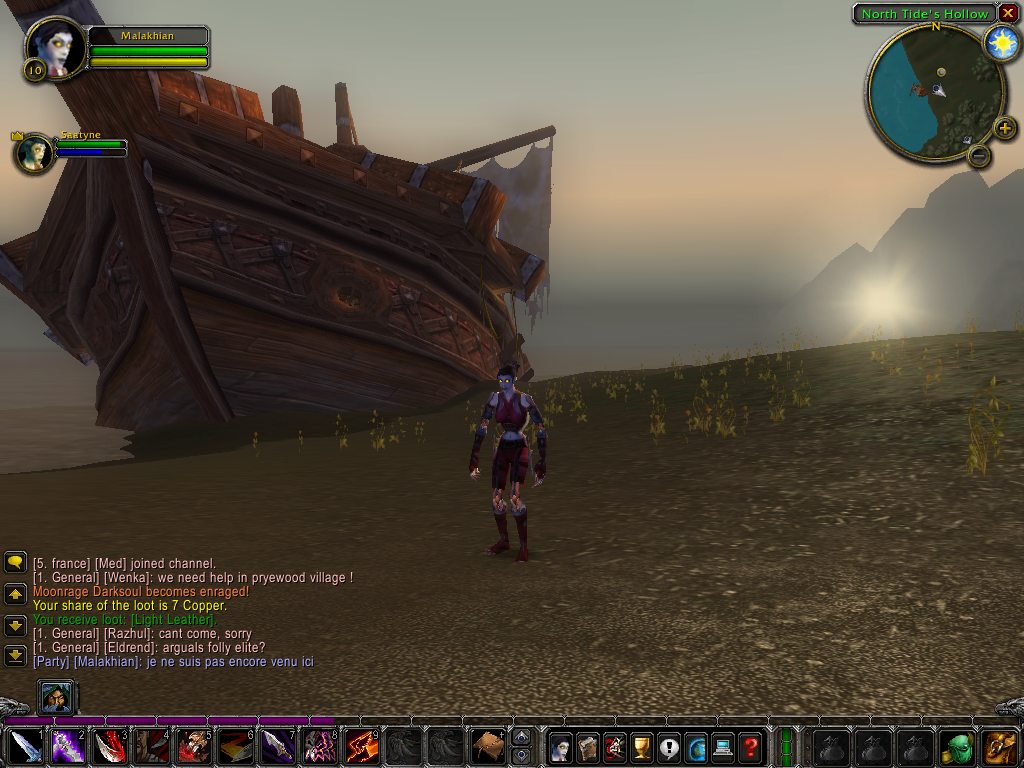 Malakhian
10
North Tide's Hollow
N
Saatyne
[5. france] [Med] joined channel.
[1. General] [Wenka]: we need help in pryewood village !
Moonrage Darksoul becomes enraged!
Your share of the loot is 7 Copper.
You receive loot: [Light Leather].
[1. General] [Razhul]: cant come, sorry
[1. General] [Eldrend]: arguals folly elite?
[Party] [Malakhian]: je ne suis pas encore venu ici
2 3 4 5 6 7 8 9